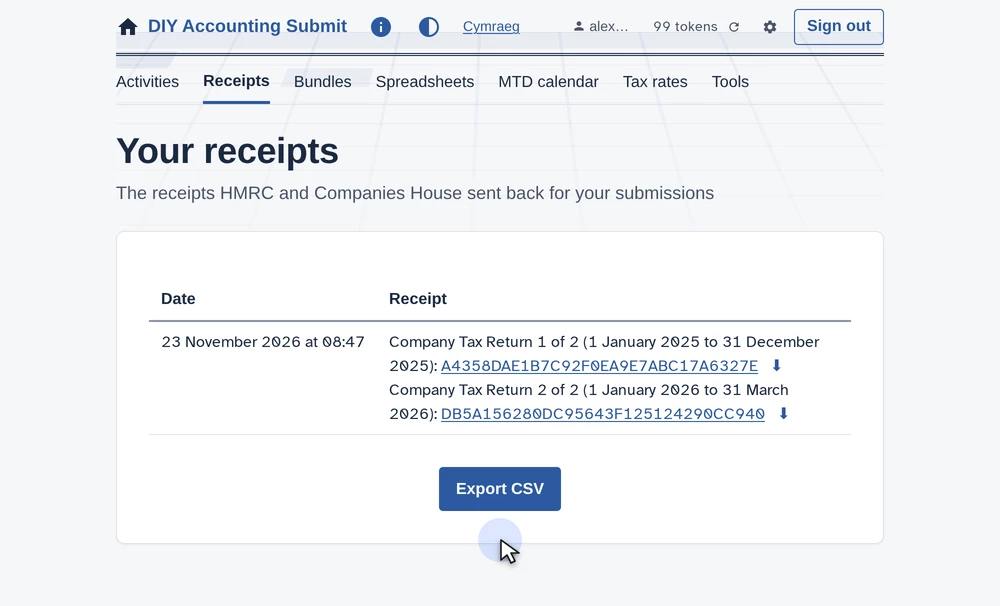 DIY Accounting Submit
Cymraeg
alex...
99 tokens
Sign out
Activities
Receipts
Bundles
Spreadsheets
MTD calendar
Tax rates
Tools
Your receipts
The receipts HMRC and Companies House sent back for your submissions
Date
Receipt
23 November 2026 at 08:47
Company Tax Return 1 of 2 (1 January 2025 to 31 December
2025): A4358DAE1B7C92F0EA9E7ABC17A6327E
Company Tax Return 2 of 2 (1 January 2026 to 31 March
2026): DB5A156280DC95643F125124290CC940
Export CSV